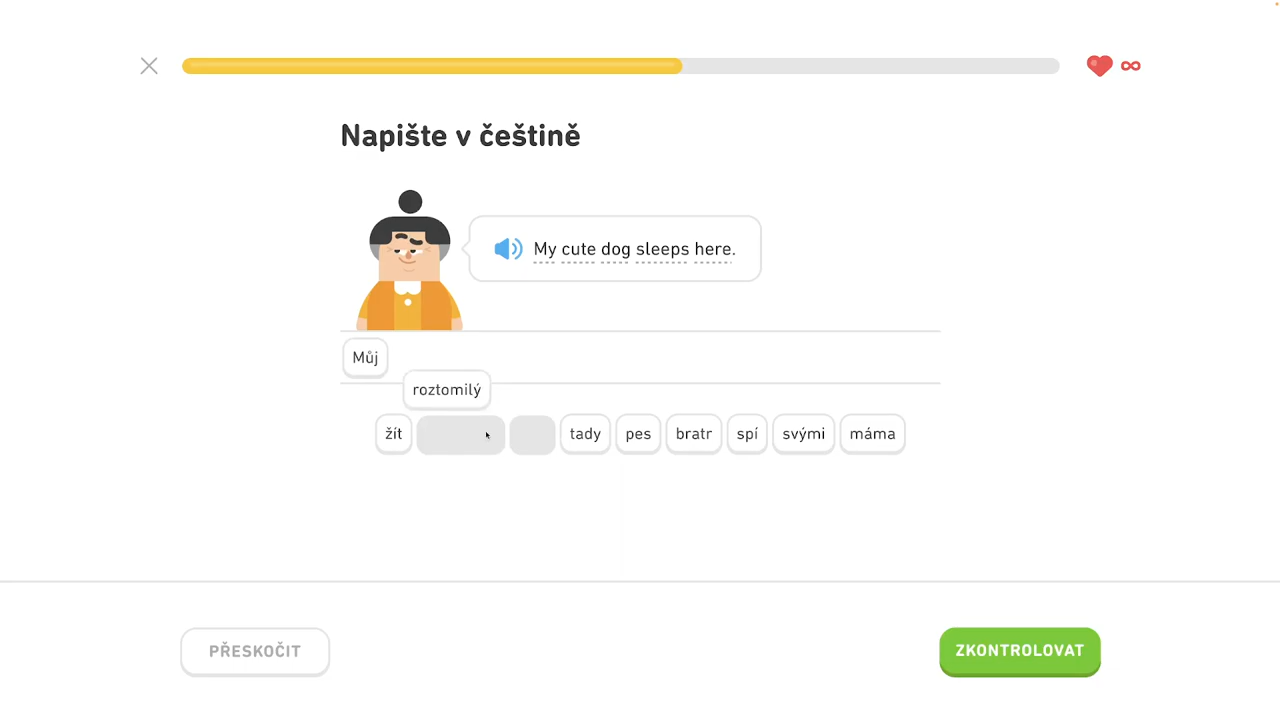 Napište v češtině
My cute dog sleeps here.
Můj
roztomilý
žít tady pes bratr spí svými máma
PŘESKOČIT ZKONTROLOVAT